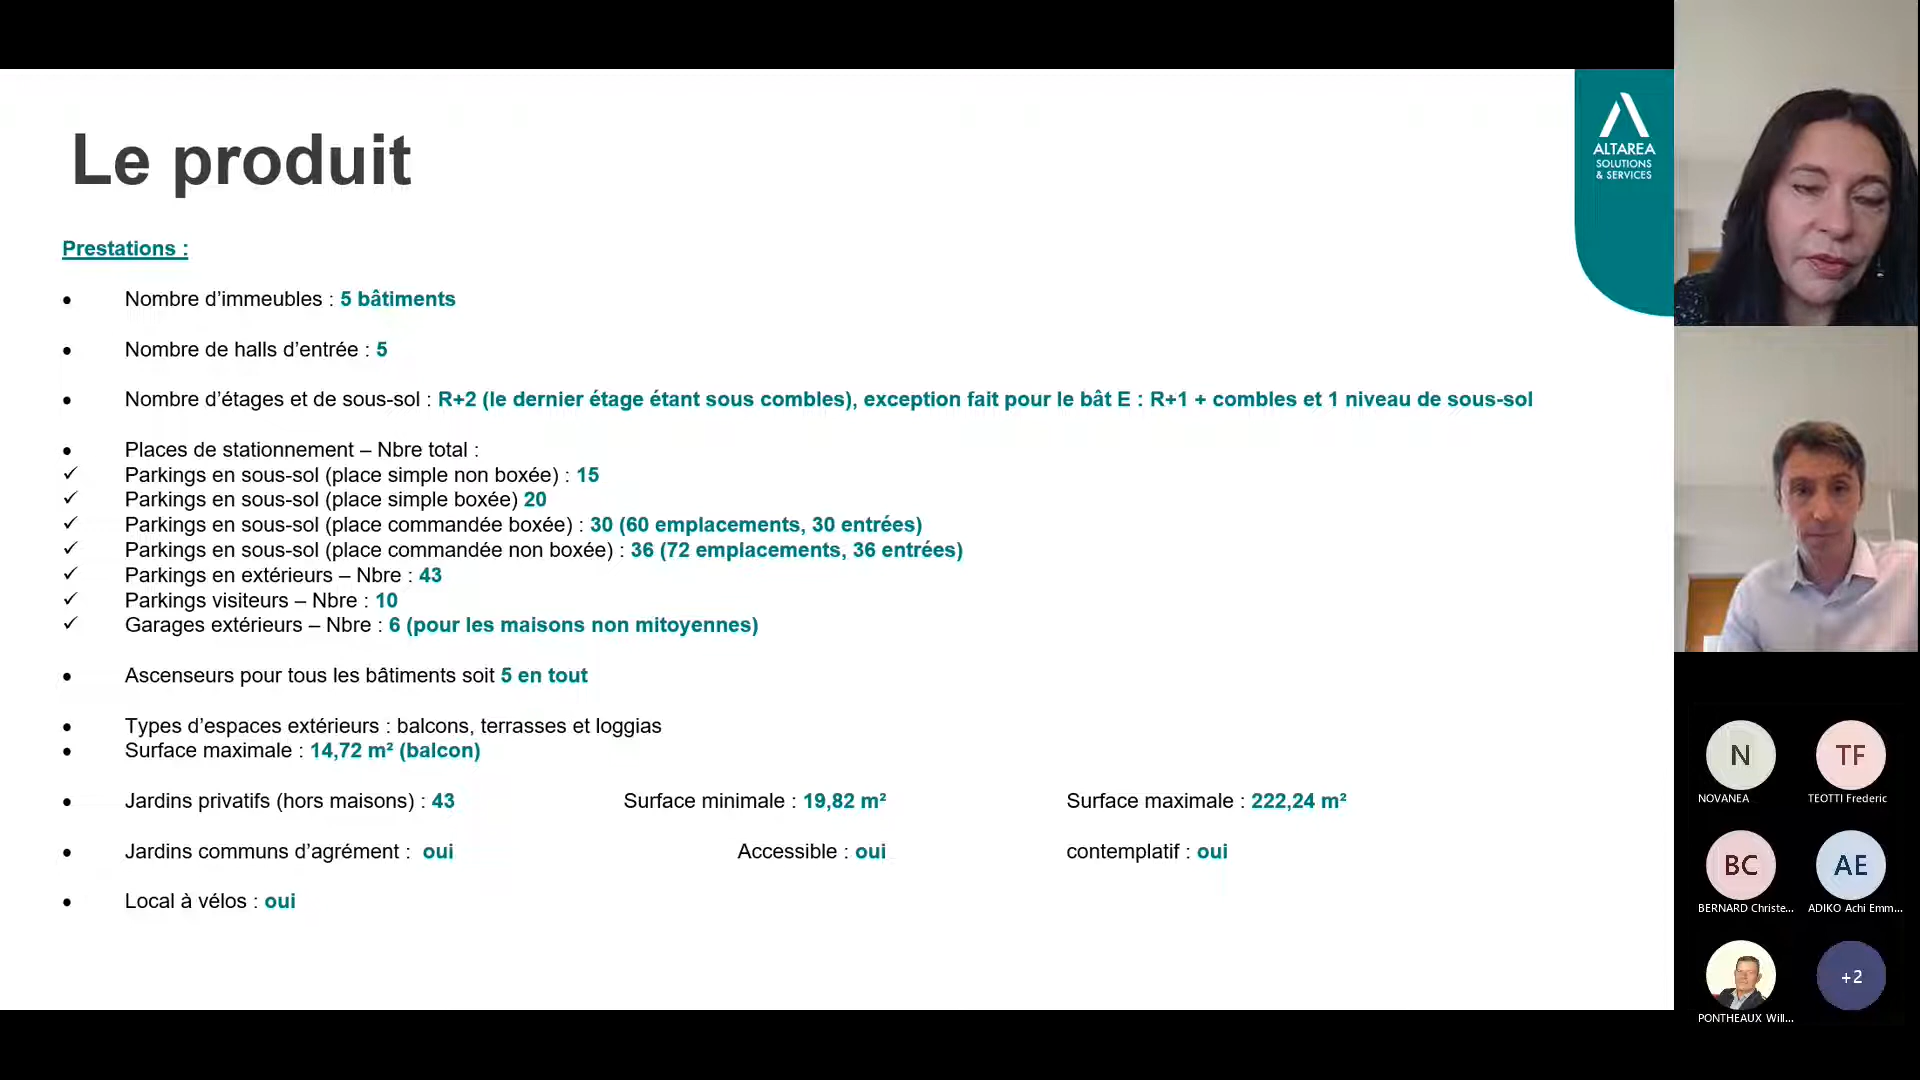 Le produit
ALTAREA
SOLUTIONS
& SERVICES
Prestations :
• Nombre d’immeubles : 5 bâtiments
• Nombre de halls d’entrée : 5
• Nombre d’étages et de sous-sol : R+2 (le dernier étage étant sous combles), exception fait pour le bât E : R+1 + combles et 1 niveau de sous-sol
• Places de stationnement – Nbre total :
✓ Parkings en sous-sol (place simple non boxée) : 15
✓ Parkings en sous-sol (place simple boxée) 20
✓ Parkings en sous-sol (place commandée boxée) : 30 (60 emplacements, 30 entrées)
✓ Parkings en sous-sol (place commandée non boxée) : 36 (72 emplacements, 36 entrées)
✓ Parkings en extérieurs – Nbre : 43
✓ Parkings visiteurs – Nbre : 10
✓ Garages extérieurs – Nbre : 6 (pour les maisons non mitoyennes)
• Ascenseurs pour tous les bâtiments soit 5 en tout
• Types d’espaces extérieurs : balcons, terrasses et loggias
• Surface maximale : 14,72 m² (balcon)
• Jardins privatifs (hors maisons) : 43 Surface minimale : 19,82 m² Surface maximale : 222,24 m²
• Jardins communs d’agrément : oui Accessible : oui contemplatif : oui
• Local à vélos : oui
N TF
NOVANEA TEOTTI Frederic
BC AE
BERNARD Christe... ADIKO Achi Emm...
+2
PONTHEAUX Will...